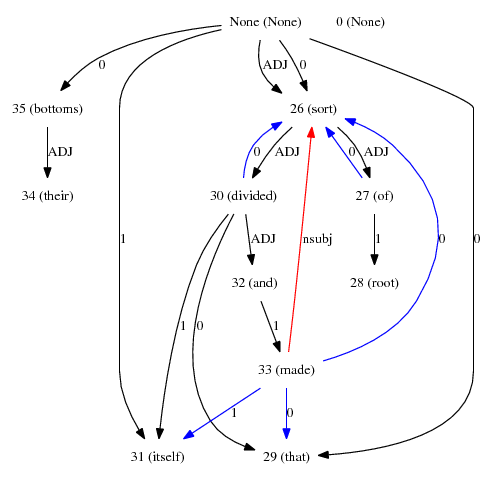 None (None) 0 (None)
0 ADJ 0
35 (bottoms) 26 (sort)
ADJ 0 ADJ 0 ADJ
34 (their) 30 (divided) 27 (of)
1 ADJ nsubj 1 0 0
32 (and) 28 (root)
1 0 1
33 (made)
1 0
31 (itself) 29 (that)